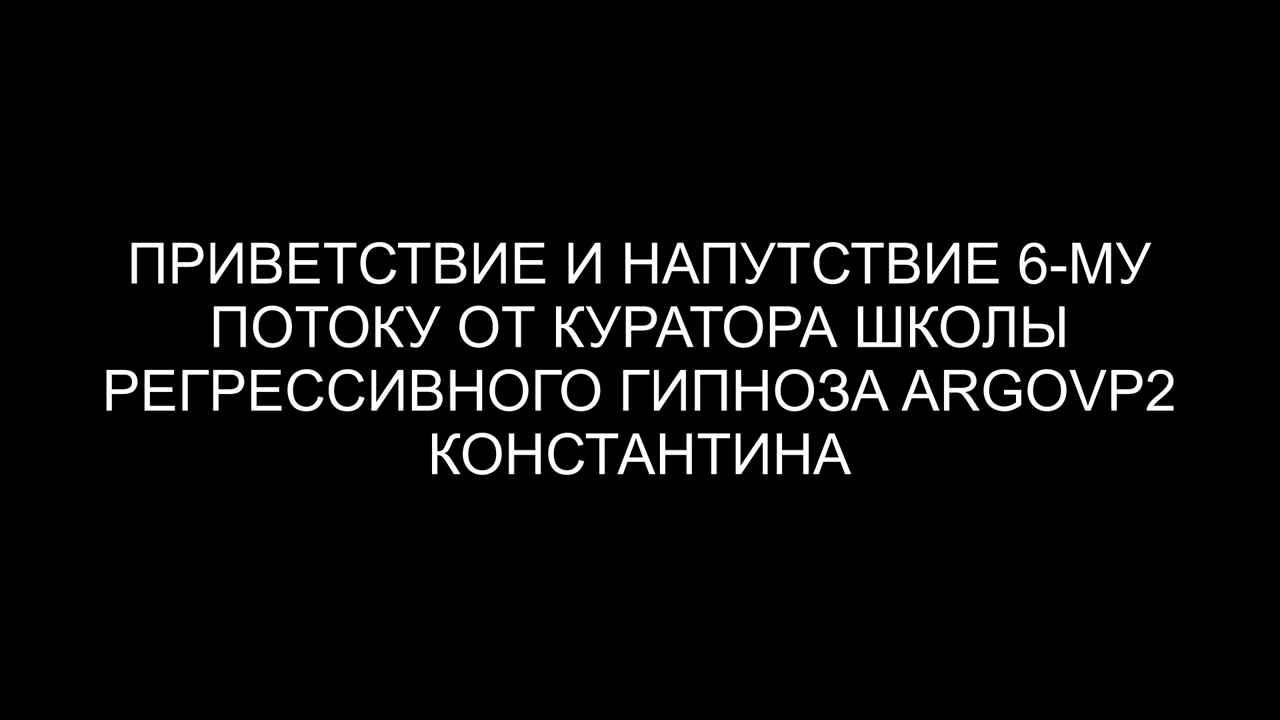 ПРИВЕТСТВИЕ И НАПУТСТВИЕ 6-МУ
ПОТОКУ ОТ КУРАТОРА ШКОЛЫ
РЕГРЕССИВНОГО ГИПНОЗА ARGOVP2
КОНСТАНТИНА